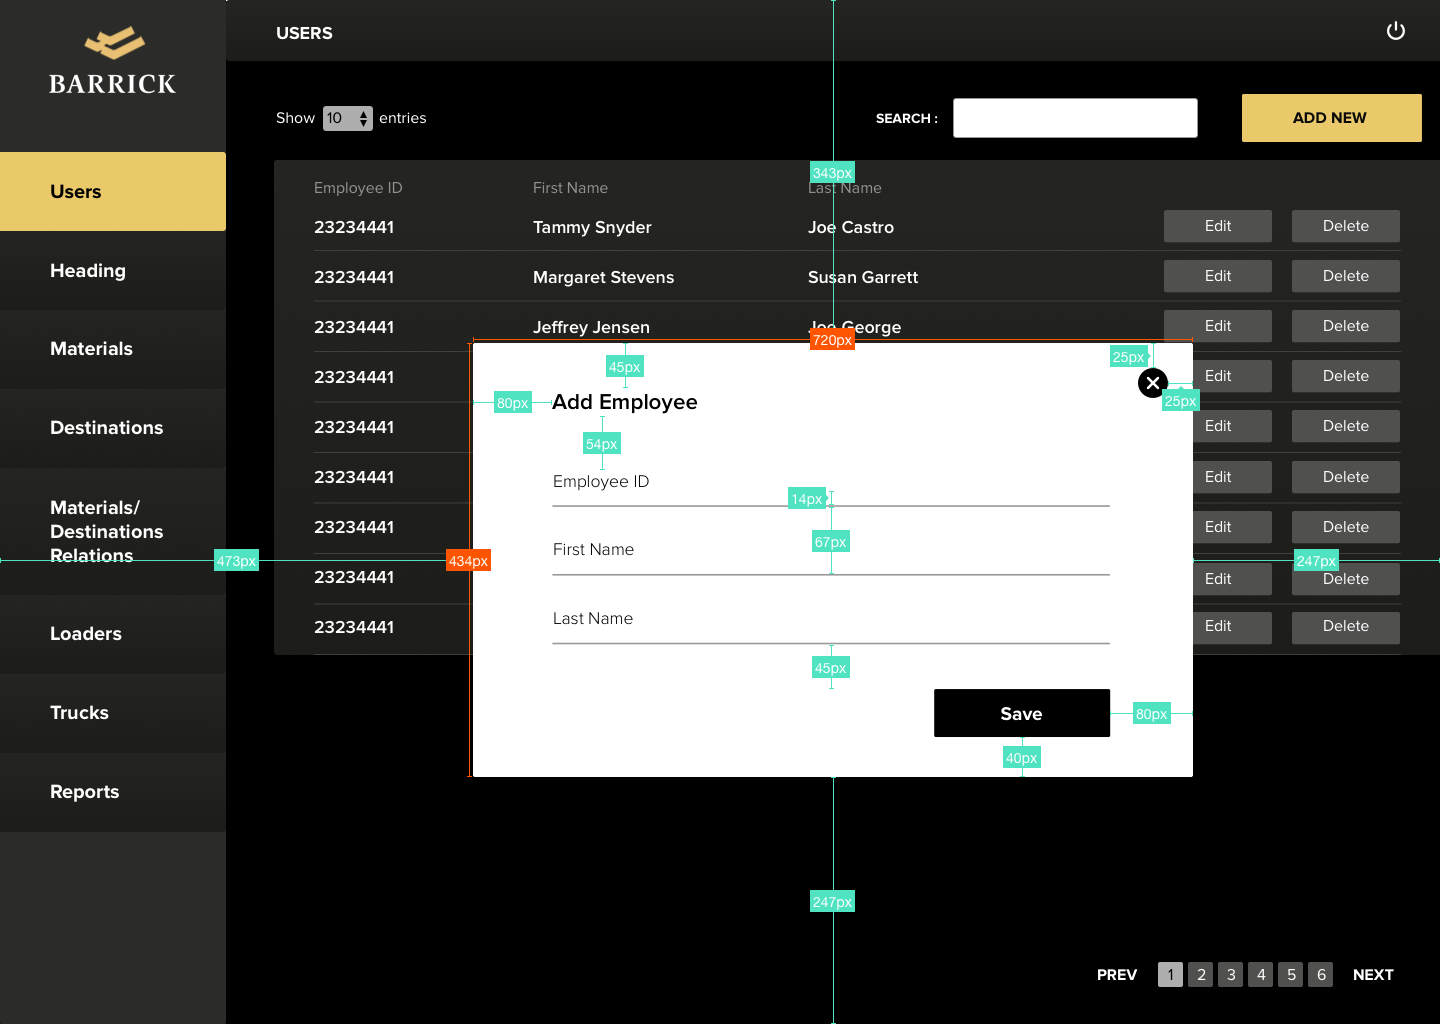 BARRICK
USERS
Show 10 entries
SEARCH :
ADD NEW
343px
Users
Heading
Materials
Destinations
Materials/
Destinations
Relations
Loaders
Trucks
Reports
Employee ID First Name Last Name
23234441 Tammy Snyder Joe Castro Edit Delete
23234441 Margaret Stevens Susan Garrett Edit Delete
23234441 Jeffrey Jensen Joe George Edit Delete
23234441 Edit Delete
23234441 Edit Delete
23234441 Edit Delete
23234441 Edit Delete
23234441 Edit Delete
23234441 Edit Delete
720px
45px
25px
25px
80px
Add Employee
54px
Employee ID
14px
67px
First Name
473px
434px
247px
Last Name
45px
Save
80px
40px
247px
PREV 1 2 3 4 5 6 NEXT